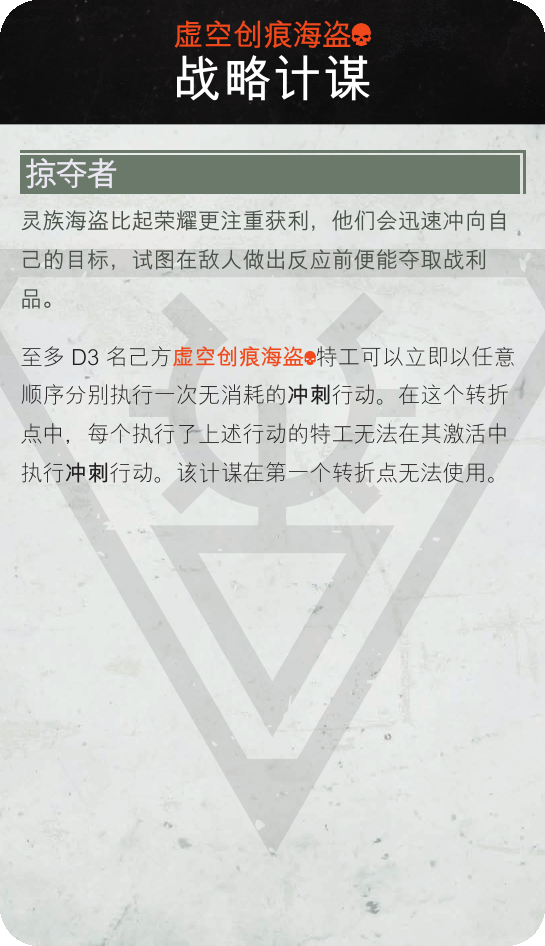 虚空创痕海盗
战略计谋
掠夺者
灵族海盗比起荣耀更注重获利，他们会迅速冲向自
己的目标，试图在敌人做出反应前便能夺取战利
品。
至多 D3 名己方虚空创痕海盗特工可以立即以任意
顺序分别执行一次无消耗的冲刺行动。在这个转折
点中，每个执行了上述行动的特工无法在其激活中
执行冲刺行动。该计谋在第一个转折点无法使用。